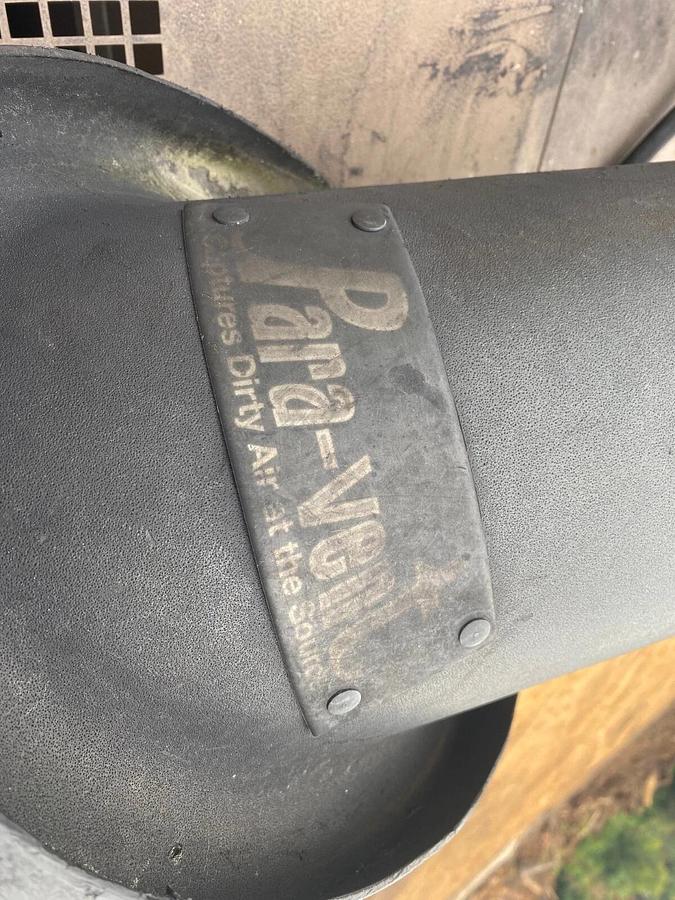 Para-Vent
Captures Dirty Air at the Source